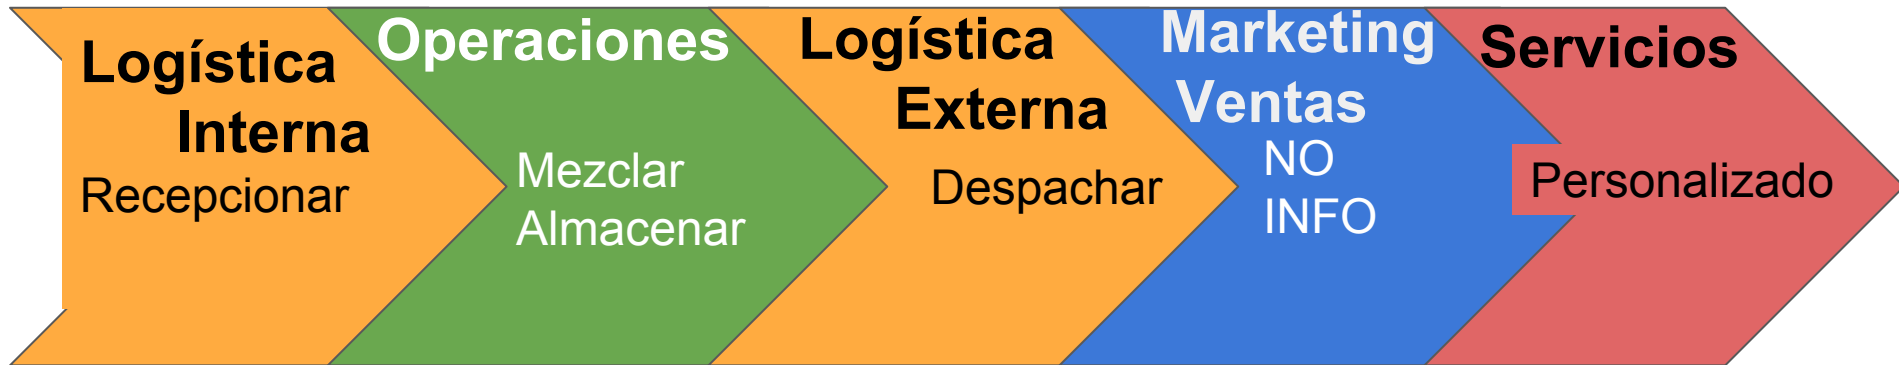 Logística
Interna
Recepcionar
Operaciones
Mezclar
Almacenar
Logística
Externa
Despachar
Marketing
Ventas
NO
INFO
Servicios
Personalizado